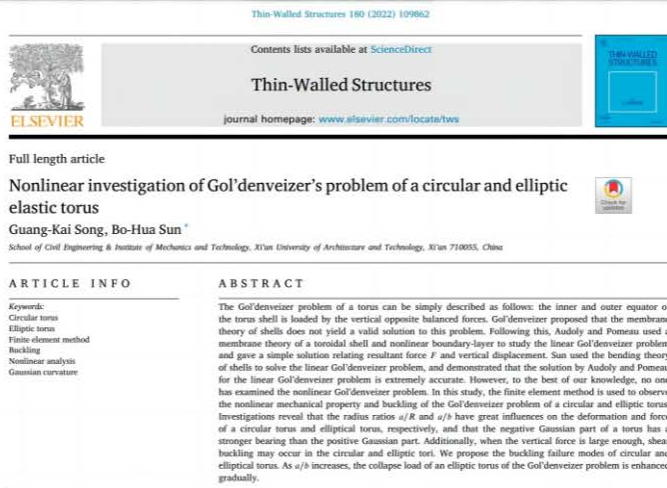 Thin-Walled Structures 180 (2022) 109862
Contents lists available at ScienceDirect
THIN-WALLED
STRUCTURES
Thin-Walled Structures
ELSEVIER
journal homepage: www.elsevier.com/locate/tws
Full length article
Nonlinear investigation of Gol'denveizer's problem of a circular and elliptic
elastic torus
Check for
updates
Guang-Kai Song, Bo-Hua Sun *
School of Civil Engineering & Institute of Mechanics and Technology, Xi'an University of Architecture and Technology, Xi'an 710055, China
ARTICLE INFO
Keywords:
Circular torus
Elliptic torus
Finite element method
Buckling
Nonlinear analysis
Gaussian curvature
ABSTRACT
The Gol'denveizer problem of a torus can be simply described as follows: the inner and outer equator o
the torus shell is loaded by the vertical opposite balanced forces. Gol'denveizer proposed that the membrane
theory of shells does not yield a valid solution to this problem. Following this, Audoly and Pomeau used a
membrane theory of a toroidal shell and nonlinear boundary-layer to study the linear Gol'denveizer problem
and gave a simple solution relating resultant force F and vertical displacement. Sun used the bending theory
of shells to solve the linear Gol'denveizer problem, and demonstrated that the solution by Audoly and Pomeau
for the linear Gol'denveizer problem is extremely accurate. However, to the best of our knowledge, no one
has examined the nonlinear Gol'denveizer problem. In this study, the finite element method is used to observe
the nonlinear mechanical property and buckling of the Gol'denveizer problem of a circular and elliptic torus
Investigations reveal that the radius ratios a/R and a/b have great influences on the deformation and force
of a circular torus and elliptical torus, respectively, and that the negative Gaussian part of a torus has a
stronger bearing than the positive Gaussian part. Additionally, when the vertical force is large enough, shea
buckling may occur in the circular and elliptic tori. We propose the buckling failure modes of circular and
elliptical torus. As a/b increases, the collapse load of an elliptic torus of the Gol'denveizer problem is enhanced
gradually.